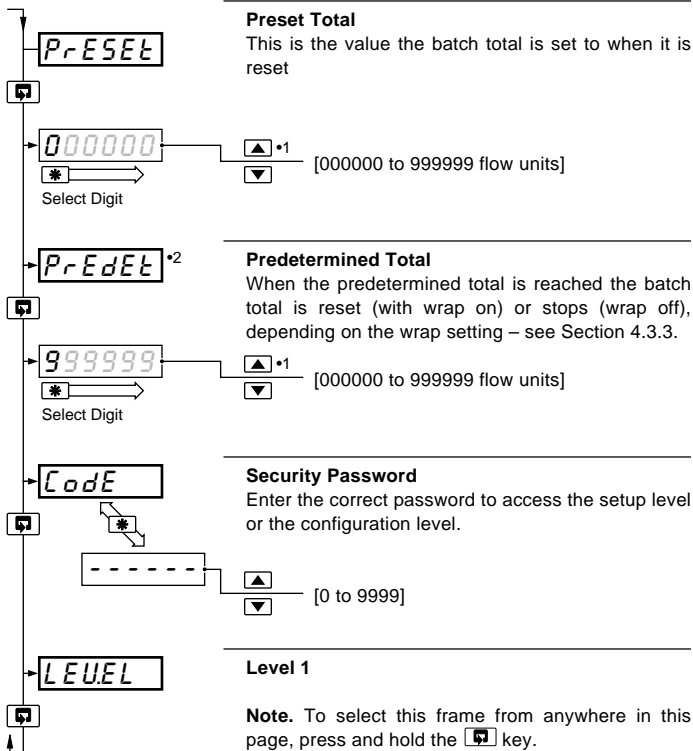 Preset Total
PrESEt
This is the value the batch total is set to when it is
reset
000000
•1
[000000 to 999999 flow units]
Select Digit
Predetermined Total
PrEdEt •2
When the predetermined total is reached the batch
total is reset (with wrap on) or stops (wrap off),
depending on the wrap setting – see Section 4.3.3.
999999
•1
[000000 to 999999 flow units]
Select Digit
Security Password
CodE
Enter the correct password to access the setup level
or the configuration level.
- - - - - -
[0 to 9999]
Level 1
LEU.EL
Note. To select this frame from anywhere in this
page, press and hold the key.